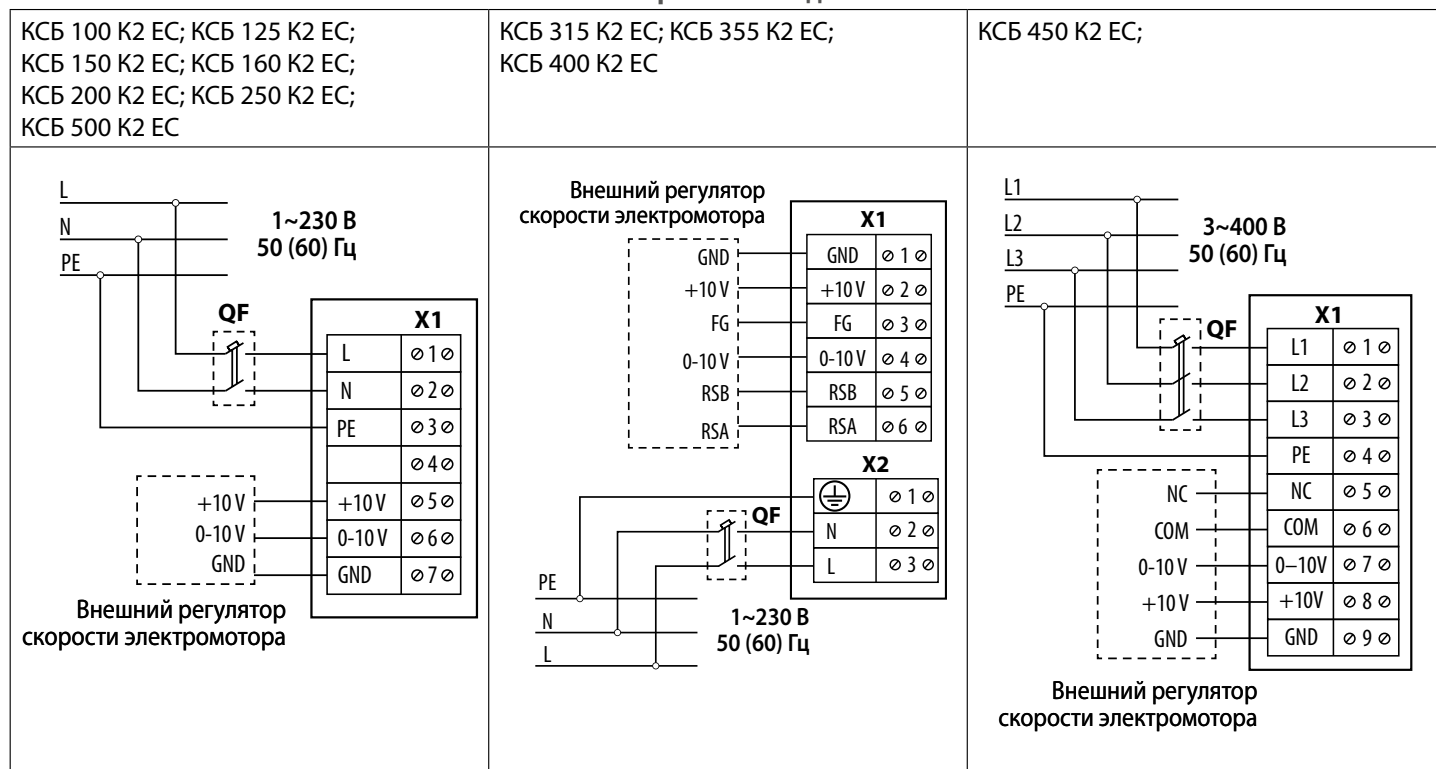 КСБ 100 К2 ЕС; КСБ 125 К2 ЕС;
КСБ 150 К2 ЕС; КСБ 160 К2 ЕС;
КСБ 200 К2 ЕС; КСБ 250 К2 ЕС;
КСБ 500 К2 ЕС
КСБ 315 К2 ЕС; КСБ 355 К2 ЕС;
КСБ 400 К2 ЕС
КСБ 450 К2 ЕС;
L
N
PE
1~230 В
50 (60) Гц
QF
X1
L 1
N 2
PE 3
4
+10 V +10 V 5
0-10 V 0-10 V 6
GND GND 7
Внешний регулятор
скорости электромотора
Внешний регулятор
скорости электромотора
X1
GND GND 1
+10 V +10 V 2
FG FG 3
0-10 V 0-10 V 4
RSB RSB 5
RSA RSA 6
X2
1
QF
N 2
L 3
PE
N
L
1~230 В
50 (60) Гц
L1
L2
L3
PE
3~400 В
50 (60) Гц
QF
X1
L1 1
L2 2
L3 3
PE 4
NC NC 5
COM COM 6
0-10 V 0–10V 7
+10 V +10V 8
GND GND 9
Внешний регулятор
скорости электромотора